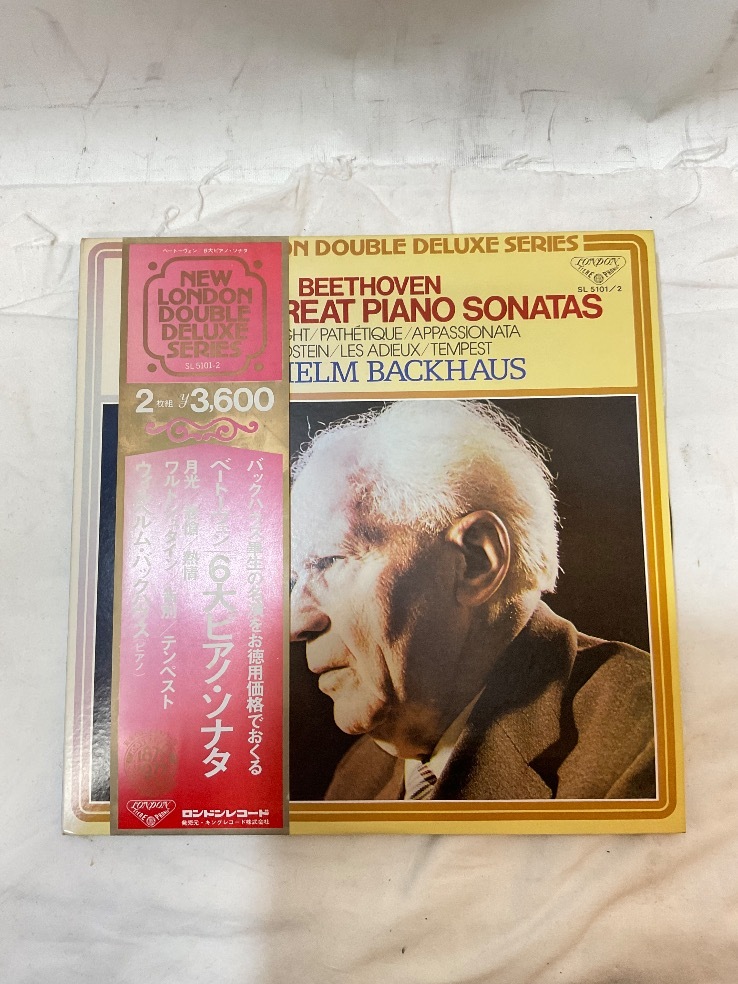 ON DOUBLE DELUXE SERIES
LONDON
SL 5101/2
BEETHOVEN
REAT PIANO SONATAS
GHT/PATHÉTIQUE/APPASSIONATA
DSTEIN/LES ADIEUX/TEMPEST
HELM BACKHAUS
ベートーヴェン 6大ピアノ・ソナタ
NEW
LONDON
DOUBLE
DELUXE
SERIES
SL 5101-2
2枚組 ¥3,600
バックハウス畢生の名演をお徳用価格でおくる
ベートーヴェン 6大ピアノ・ソナタ
月光 悲愴 熱情
ワルトシュタイン/告別/テンペスト
ウィルヘルム・バックハウス(ピアノ)
LONDON
ロンドンレコード
発売元・キングレコード株式会社